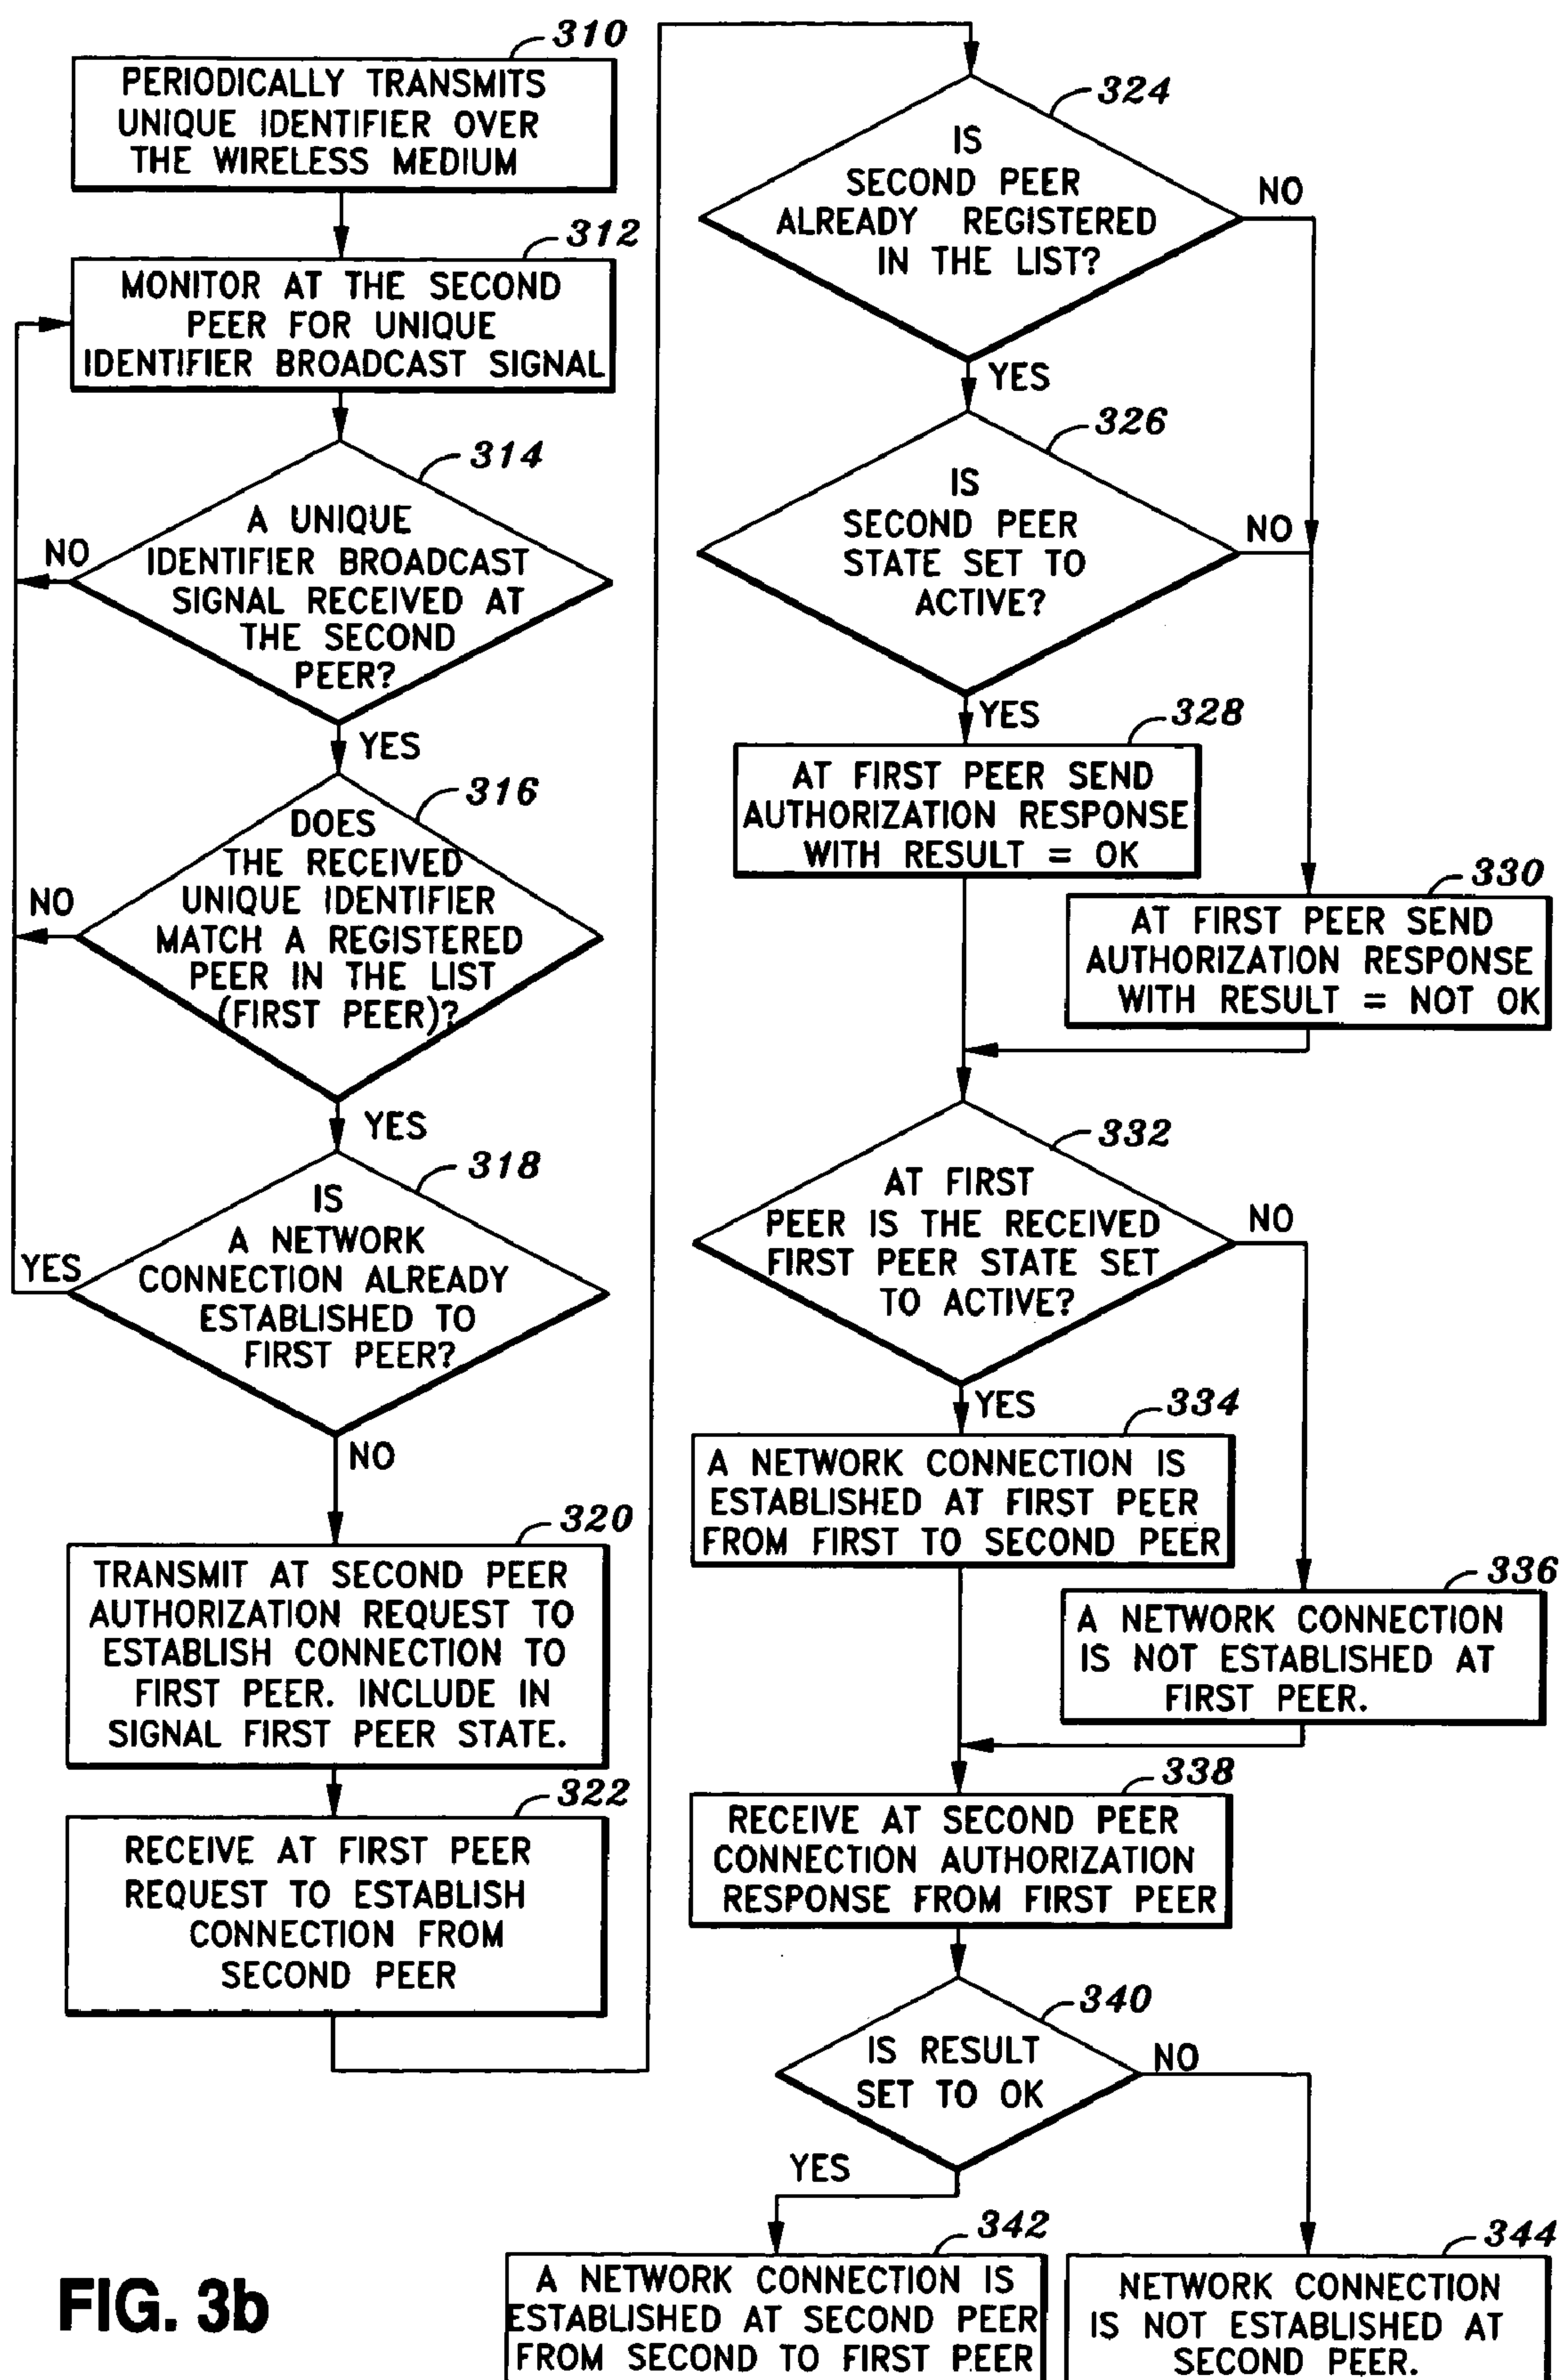 310
PERIODICALLY TRANSMITS
UNIQUE IDENTIFIER OVER
THE WIRELESS MEDIUM
312
MONITOR AT THE SECOND
PEER FOR UNIQUE
IDENTIFIER BROADCAST SIGNAL
314
A UNIQUE
IDENTIFIER BROADCAST
SIGNAL RECEIVED AT
THE SECOND
PEER?
NO
YES
316
DOES
THE RECEIVED
UNIQUE IDENTIFIER
MATCH A REGISTERED
PEER IN THE LIST
(FIRST PEER)?
NO
YES
318
IS
A NETWORK
CONNECTION ALREADY
ESTABLISHED TO
FIRST PEER?
YES
NO
320
TRANSMIT AT SECOND PEER
AUTHORIZATION REQUEST TO
ESTABLISH CONNECTION TO
FIRST PEER. INCLUDE IN
SIGNAL FIRST PEER STATE.
322
RECEIVE AT FIRST PEER
REQUEST TO ESTABLISH
CONNECTION FROM
SECOND PEER
324
IS
SECOND PEER
ALREADY REGISTERED
IN THE LIST?
NO
YES
326
IS
SECOND PEER
STATE SET TO
ACTIVE?
NO
YES
328
AT FIRST PEER SEND
AUTHORIZATION RESPONSE
WITH RESULT = OK
330
AT FIRST PEER SEND
AUTHORIZATION RESPONSE
WITH RESULT = NOT OK
332
AT FIRST
PEER IS THE RECEIVED
FIRST PEER STATE SET
TO ACTIVE?
NO
YES
334
A NETWORK CONNECTION IS
ESTABLISHED AT FIRST PEER
FROM FIRST TO SECOND PEER
336
A NETWORK CONNECTION
IS NOT ESTABLISHED AT
FIRST PEER.
338
RECEIVE AT SECOND PEER
CONNECTION AUTHORIZATION
RESPONSE FROM FIRST PEER
340
IS RESULT
SET TO OK
NO
YES
342
A NETWORK CONNECTION IS
ESTABLISHED AT SECOND PEER
FROM SECOND TO FIRST PEER
344
NETWORK CONNECTION
IS NOT ESTABLISHED AT
SECOND PEER.
FIG. 3b